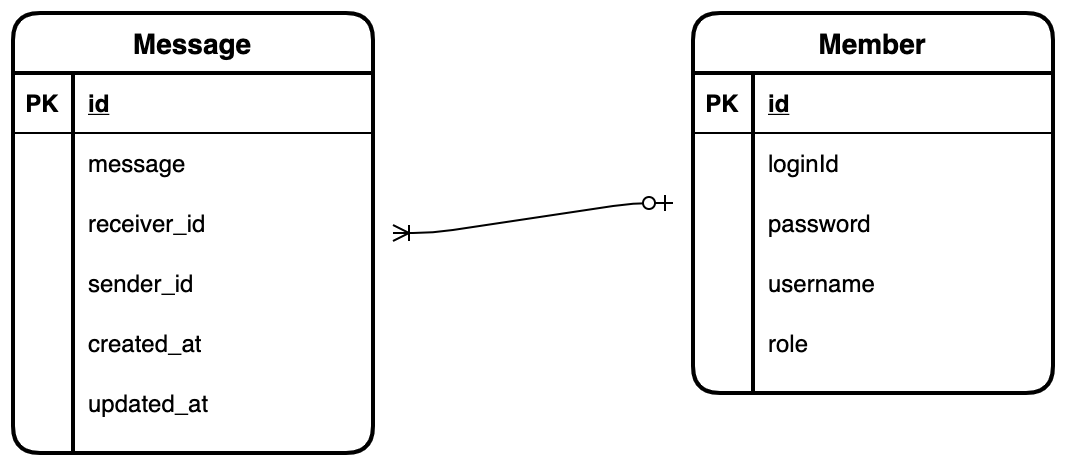 Message
PK id
message
receiver_id
sender_id
created_at
updated_at
Member
PK id
loginId
password
username
role